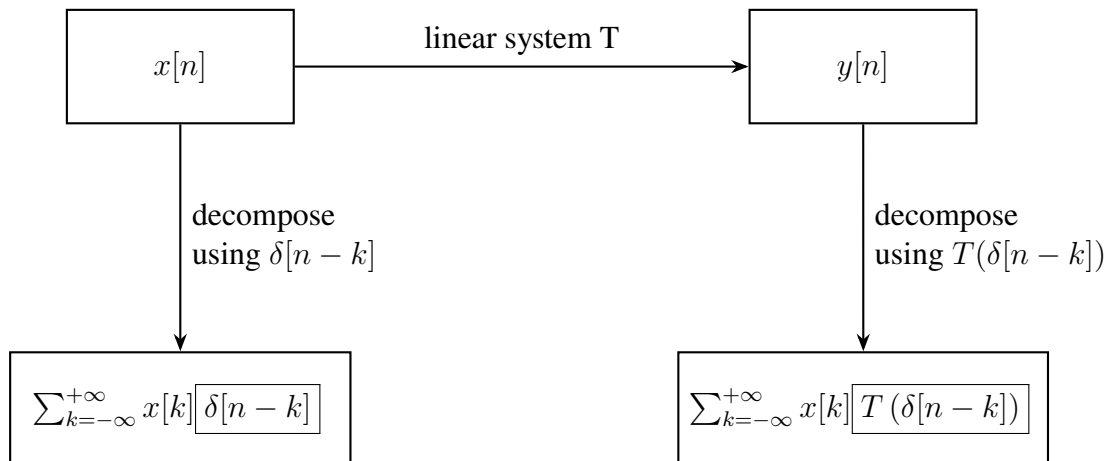 linear system T
x[n]
y[n]
decompose
using δ[n − k]
decompose
using T(δ[n − k])
∑_{k=−∞}^{+∞} x[k] δ[n − k]
∑_{k=−∞}^{+∞} x[k] T (δ[n − k])